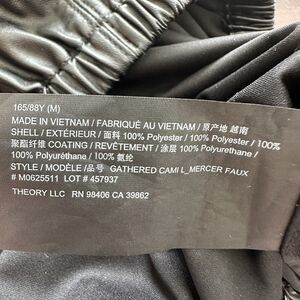 165/88Y (M)
MADE IN VIETNAM / FABRIQUÉ AU VIETNAM / 原产地 越南
SHELL / EXTÉRIEUR / 面料 100% Polyester / 100% Polyester / 100%
聚酯纤维 COATING / REVÊTEMENT / 涂层 100% Polyurethane /
100% Polyuréthane / 100% 氨纶
STYLE / MODÈLE /品号 GATHERED CAMI L_MERCER FAUX
# M0625511 LOT # 457937
THEORY LLC RN 98406 CA 39862